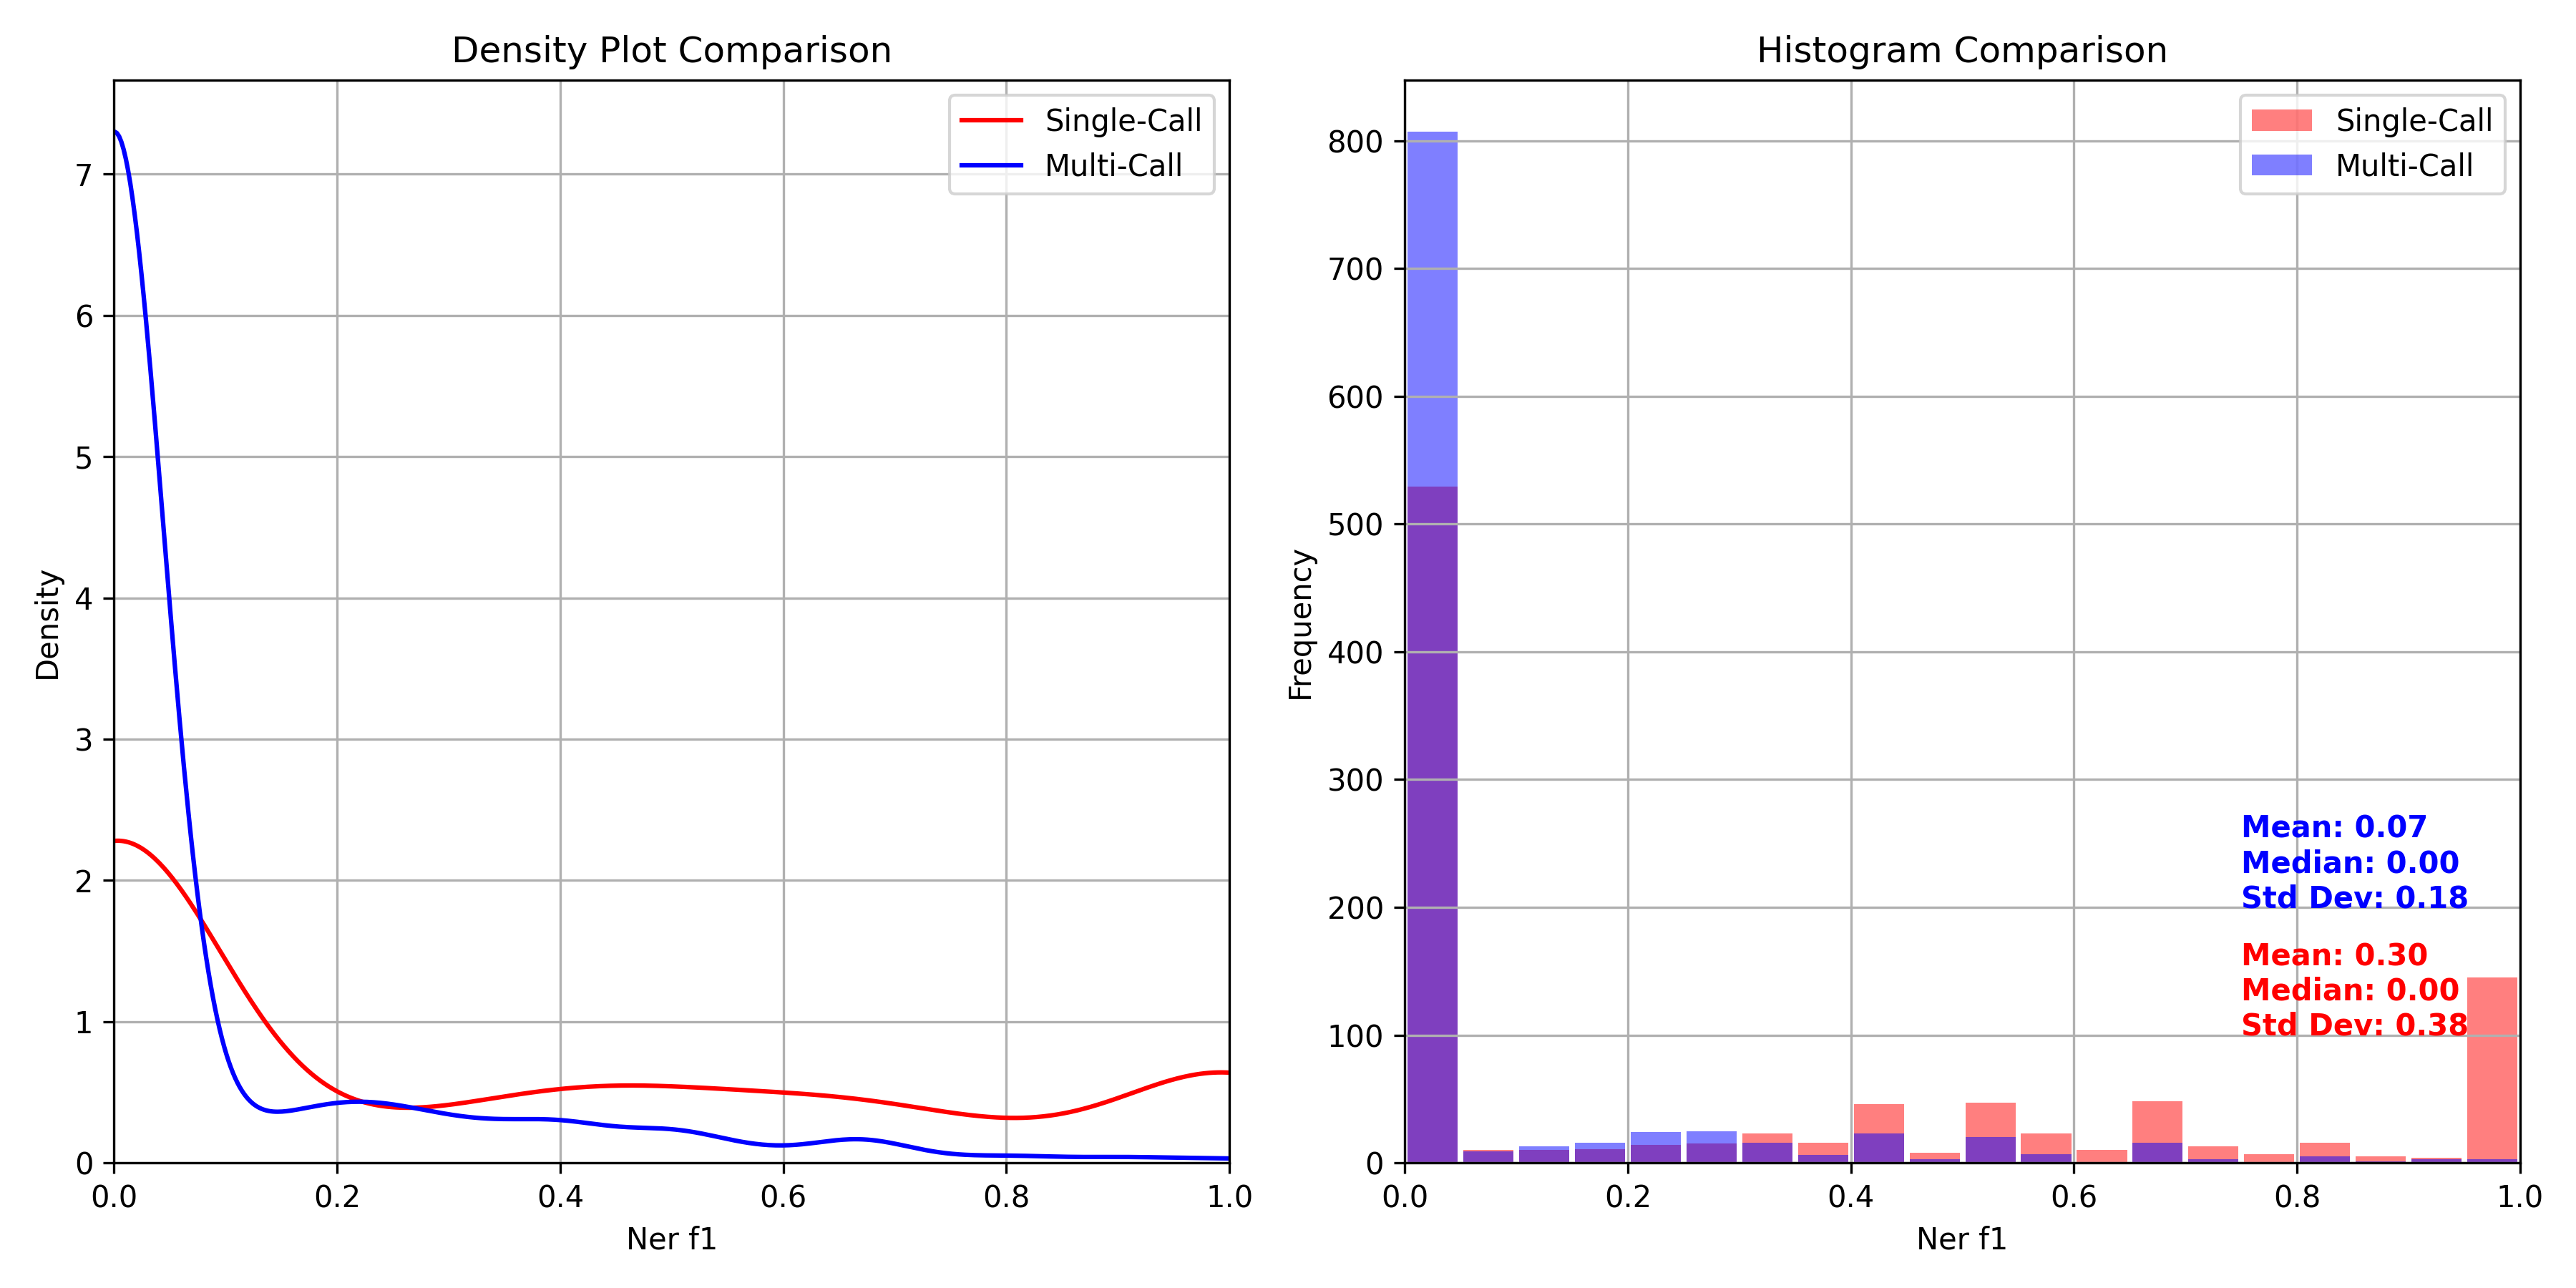 Density Plot Comparison
Single-Call
Multi-Call
7
6
5
4
3
2
1
0
Density
0.0 0.2 0.4 0.6 0.8 1.0
Ner f1
Histogram Comparison
Single-Call
Multi-Call
800
700
600
500
400
300
200
100
0
Frequency
Mean: 0.07
Median: 0.00
Std Dev: 0.18
Mean: 0.30
Median: 0.00
Std Dev: 0.38
0.0 0.2 0.4 0.6 0.8 1.0
Ner f1